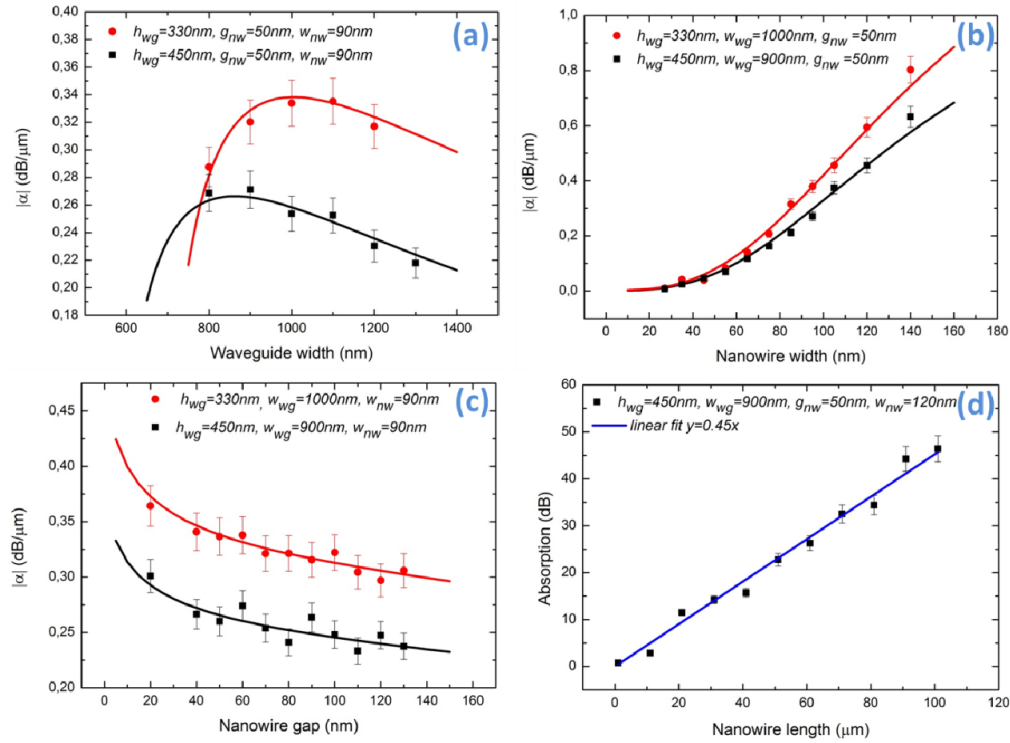 0,40
0,38
0,36
0,34
0,32
0,30
0,28
0,26
0,24
0,22
0,20
0,18
|α| (dB/μm)
h_wg=330nm, g_nw=50nm, w_nw=90nm
h_wg=450nm, g_nw=50nm, w_nw=90nm
(a)
600 800 1000 1200 1400
Waveguide width (nm)
1,0
0,8
0,6
0,4
0,2
0,0
|α| (dB/μm)
(b)
h_wg=330nm, w_wg=1000nm, g_nw =50nm
h_wg=450nm, w_wg=900nm, g_nw =50nm
0 20 40 60 80 100 120 140 160 180
Nanowire width (nm)
0,45
0,40
0,35
0,30
0,25
0,20
|α| (dB/μm)
(c)
h_wg=330nm, w_wg=1000nm, w_nw=90nm
h_wg=450nm, w_wg=900nm, w_nw=90nm
0 20 40 60 80 100 120 140 160
Nanowire gap (nm)
60
50
40
30
20
10
0
Absorption (dB)
h_wg=450nm, w_wg=900nm, g_nw=50nm, w_nw=120nm
(d)
linear fit y=0.45x
0 20 40 60 80 100 120
Nanowire length (μm)